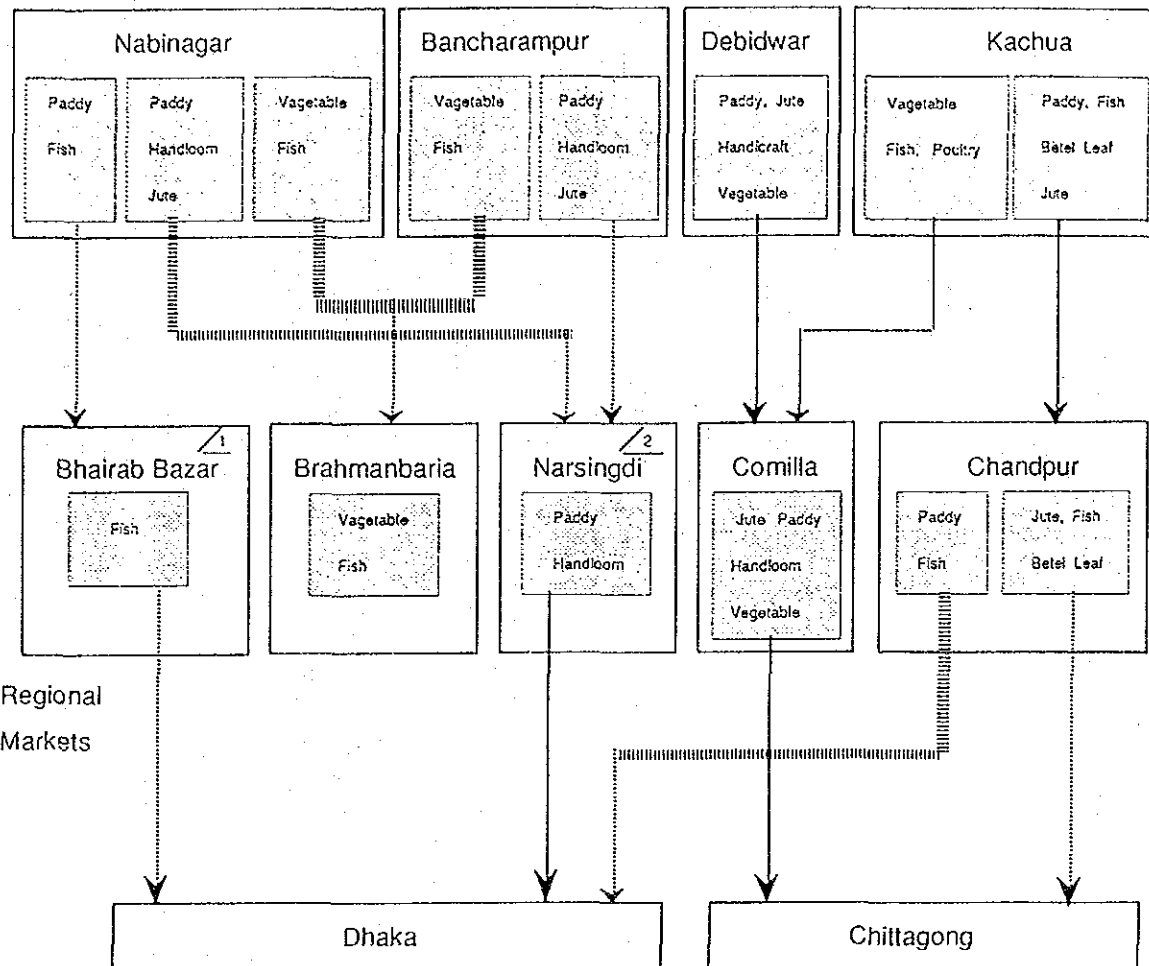 Nabinagar
Paddy
Fish
Paddy
Handloom
Jute
Vagetable
Fish
Bancharampur
Vagetable
Fish
Paddy
Handloom
Jute
Debidwar
Paddy, Jute
Handicraft
Vegetable
Kachua
Vagetable
Fish, Poultry
Paddy, Fish
Betel Leaf
Jute
1
Bhairab Bazar
Fish
Brahmanbaria
Vagetable
Fish
2
Narsingdi
Paddy
Handloom
Comilla
Jute Paddy
Handloom
Vegetable
Chandpur
Paddy
Fish
Jute, Fish
Betel Leaf
Regional
Markets
Dhaka
Chittagong